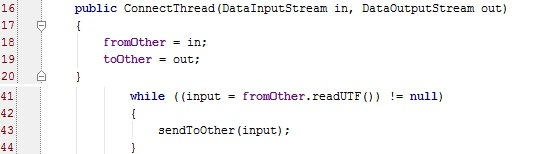 16 public ConnectThread(DataInputStream in, DataOutputStream out)
17 {
18 fromOther = in;
19 toOther = out;
20 }
41 while ((input = fromOther.readUTF()) != null)
42 {
43 sendToOther(input);
44 }